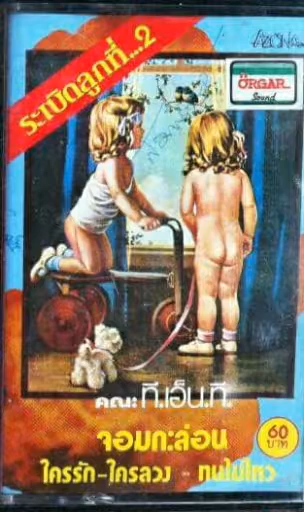 ระเบิดลูกที่...2
ÖRGAR
Sound
คณะ ที.เอ็น.ที.
จอมกะล่อน
60
บาท
ใครรัก-ใครลวง - ทนไม่ไหว